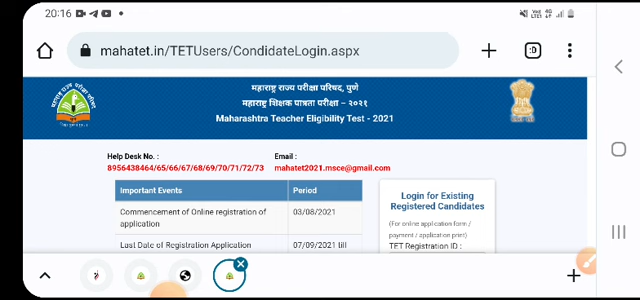 20:16
mahatet.in/TETUsers/CondidateLogin.aspx
महाराष्ट्र राज्य परीक्षा परिषद, पुणे
महाराष्ट्र शिक्षक पात्रता परीक्षा – २०२१
Maharashtra Teacher Eligibility Test - 2021
Help Desk No. :
8956438464/65/66/67/68/69/70/71/72/73
Email :
mahatet2021.msce@gmail.com
Important Events
Period
Commencement of Online registration of application
03/08/2021
Last Date of Registration Application
07/09/2021 till
Login for Existing
Registered Candidates
(For online application form /
payment / application print)
TET Registration ID :